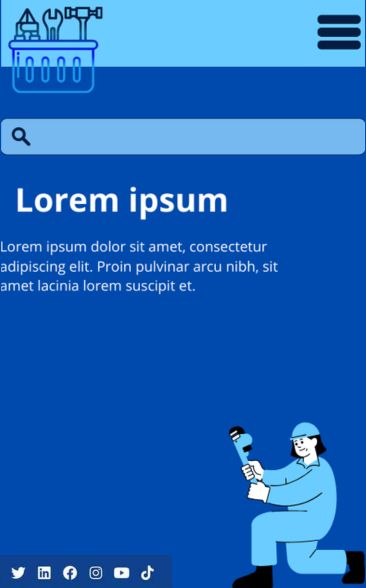 Lorem ipsum
Lorem ipsum dolor sit amet, consectetur
adipiscing elit. Proin pulvinar arcu nibh, sit
amet lacinia lorem suscipit et.